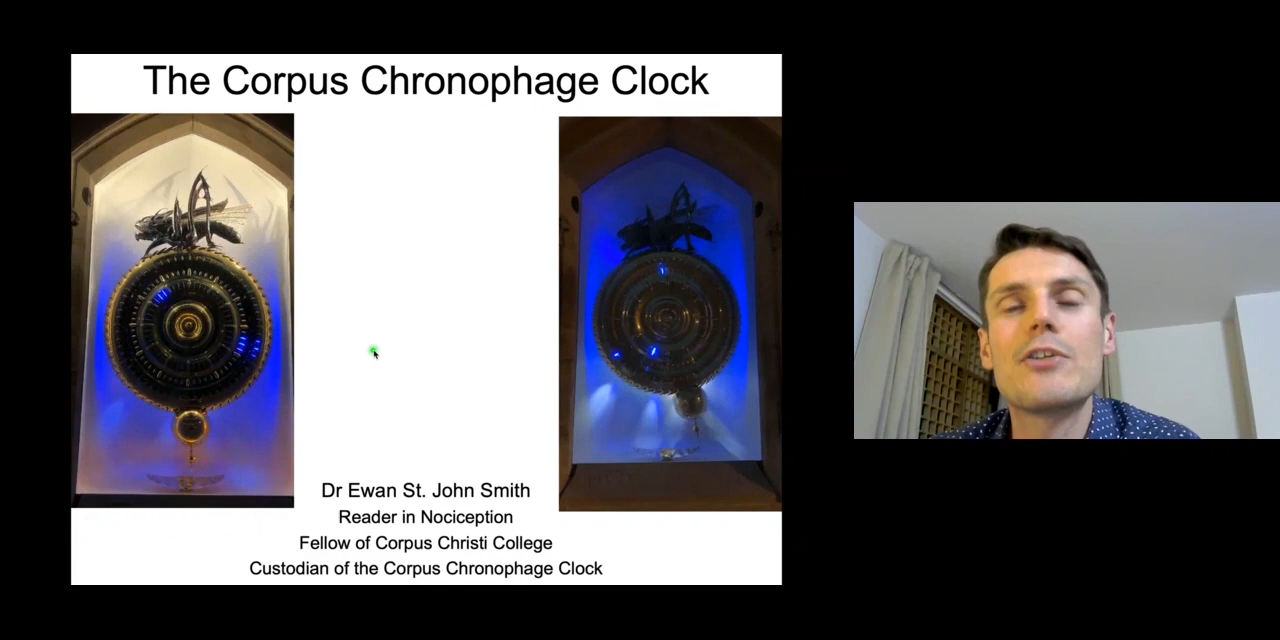 The Corpus Chronophage Clock
Dr Ewan St. John Smith
Reader in Nociception
Fellow of Corpus Christi College
Custodian of the Corpus Chronophage Clock